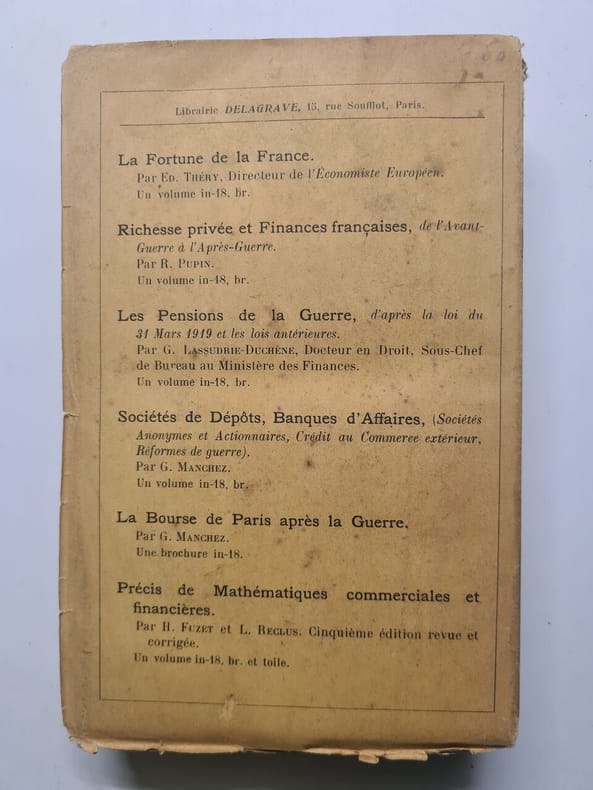 Librairie DELAGRAVE, 15, rue Soufflot, Paris.
La Fortune de la France.
Par ED. THÉRY, Directeur de l'Économiste Européen.
Un volume in-18, br.
Richesse privée et Finances françaises, de l'Avant-
Guerre à l'Après-Guerre.
Par R. PUPIN.
Un volume in-18, br.
Les Pensions de la Guerre, d'après la loi du
31 Mars 1919 et les lois antérieures.
Par G. LASSUDRIE-DUCHÊNE, Docteur en Droit, Sous-Chef
de Bureau au Ministère des Finances.
Un volume in-18, br.
Sociétés de Dépôts, Banques d'Affaires, (Sociétés
Anonymes et Actionnaires, Crédit au Commerce extérieur,
Réformes de guerre).
Par G. MANCHEZ.
Un volume in-18, br.
La Bourse de Paris après la Guerre.
Par G. MANCHEZ.
Une brochure in-18.
Précis de Mathématiques commerciales et
financières.
Par H. FUZET et L. RECLUS. Cinquième édition revue et
corrigée.
Un volume in-18, br. et toile.